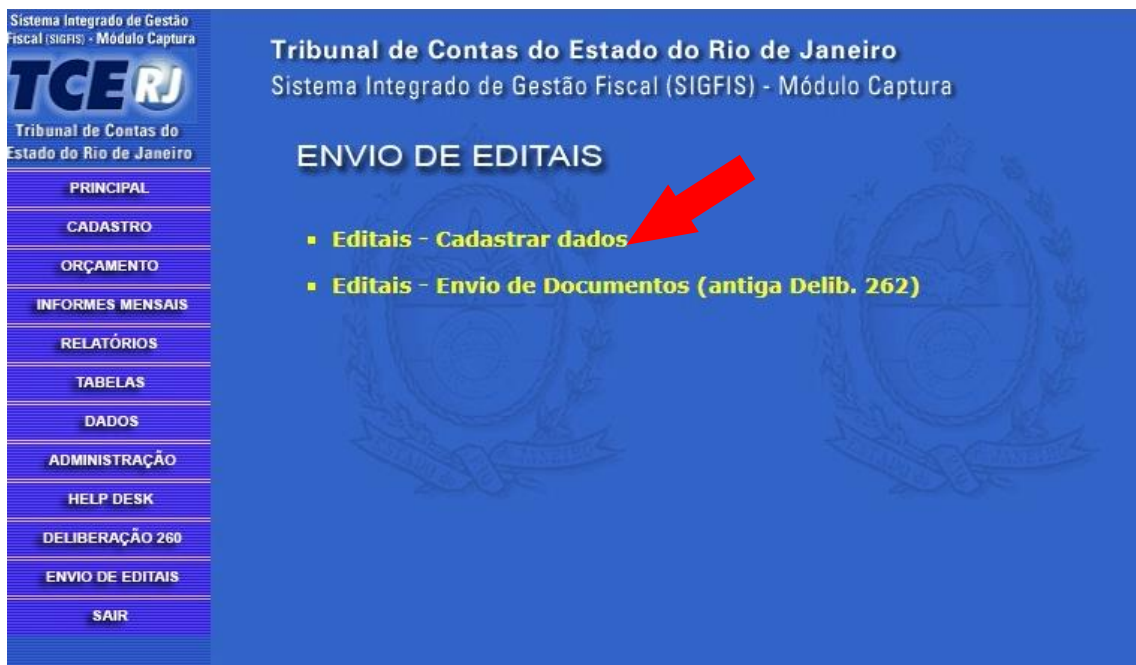 Sistema Integrado de Gestão
Fiscal (SIGFIS) - Módulo Captura
TCE RJ
Tribunal de Contas do
Estado do Rio de Janeiro
PRINCIPAL
CADASTRO
ORÇAMENTO
INFORMES MENSAIS
RELATÓRIOS
TABELAS
DADOS
ADMINISTRAÇÃO
HELP DESK
DELIBERAÇÃO 260
ENVIO DE EDITAIS
SAIR
Tribunal de Contas do Estado do Rio de Janeiro
Sistema Integrado de Gestão Fiscal (SIGFIS) - Módulo Captura
ENVIO DE EDITAIS
Editais - Cadastrar dados
Editais - Envio de Documentos (antiga Delib. 262)